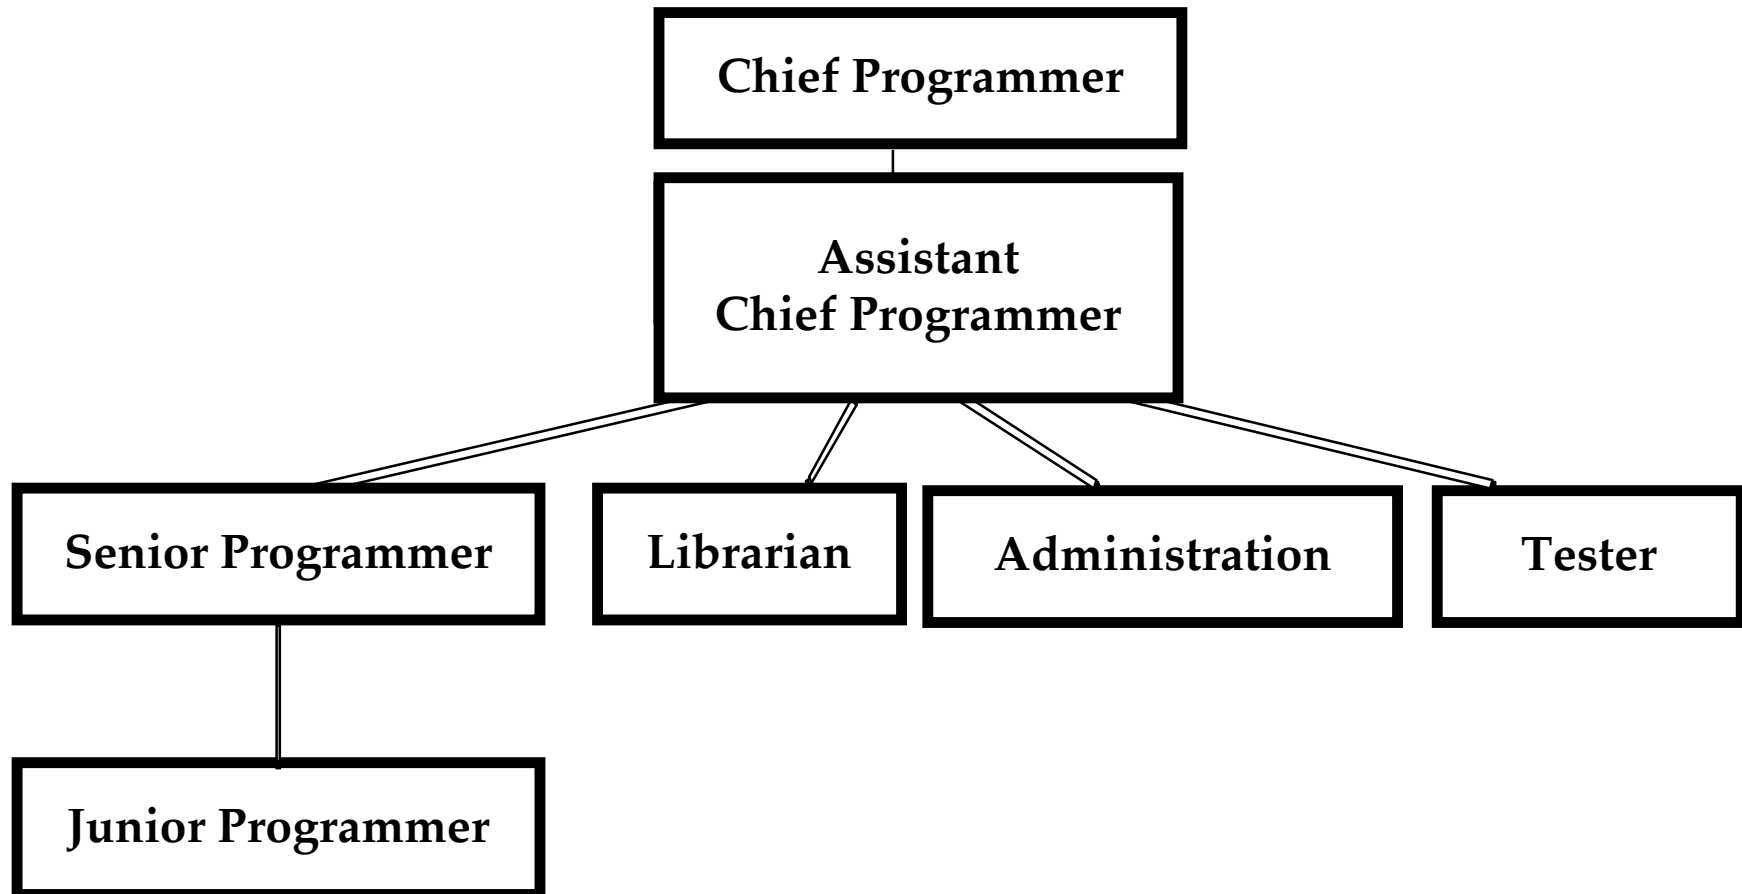 Chief Programmer
Assistant
Chief Programmer
Senior Programmer
Librarian
Administration
Tester
Junior Programmer